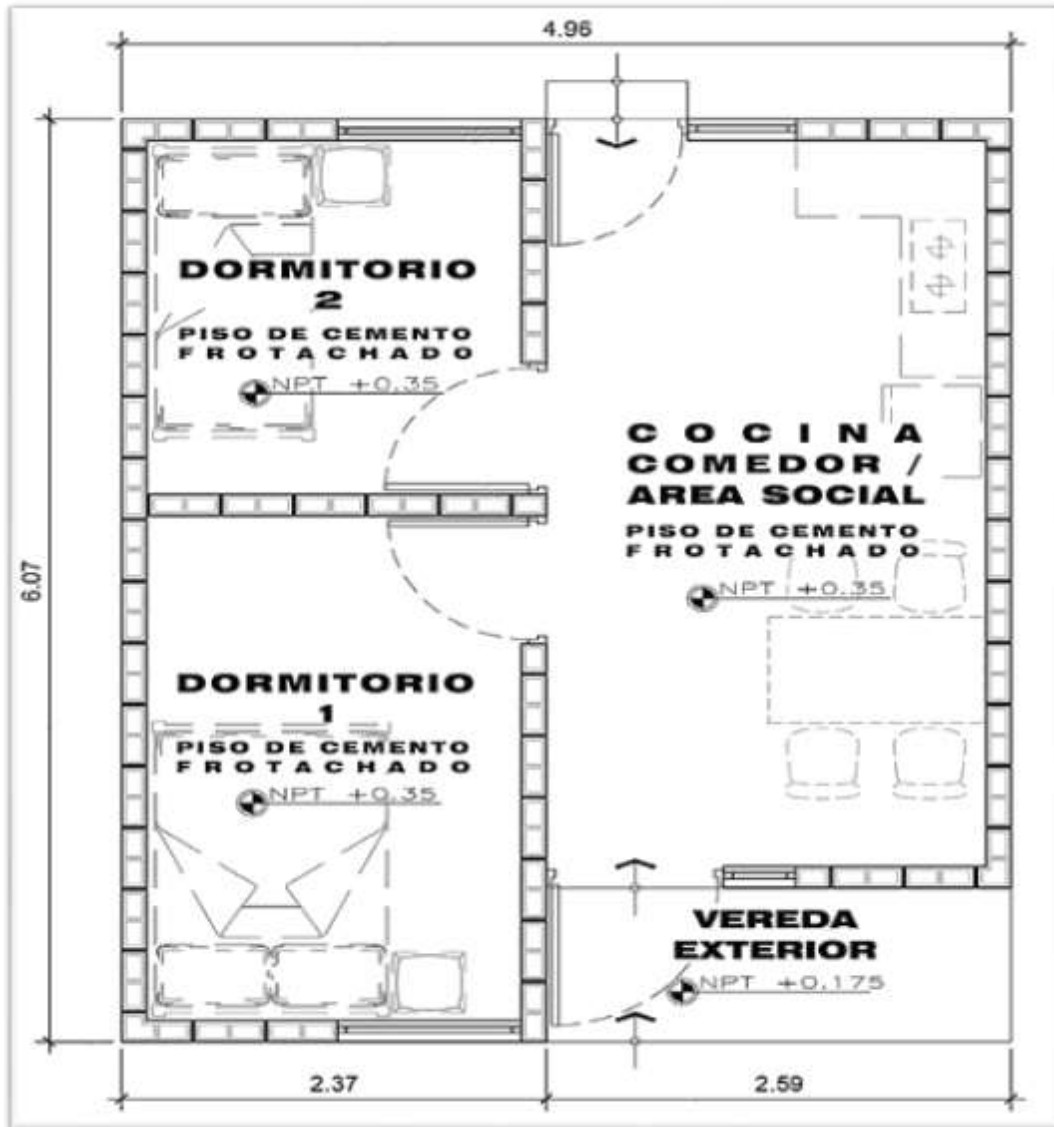 4.96
DORMITORIO
2
PISO DE CEMENTO
FROTACHADO
NPT +0.35
COCINA
COMEDOR /
AREA SOCIAL
PISO DE CEMENTO
FROTACHADO
NPT +0.35
6.07
DORMITORIO
1
PISO DE CEMENTO
FROTACHADO
NPT +0.35
VEREDA
EXTERIOR
NPT +0.175
2.37
2.59